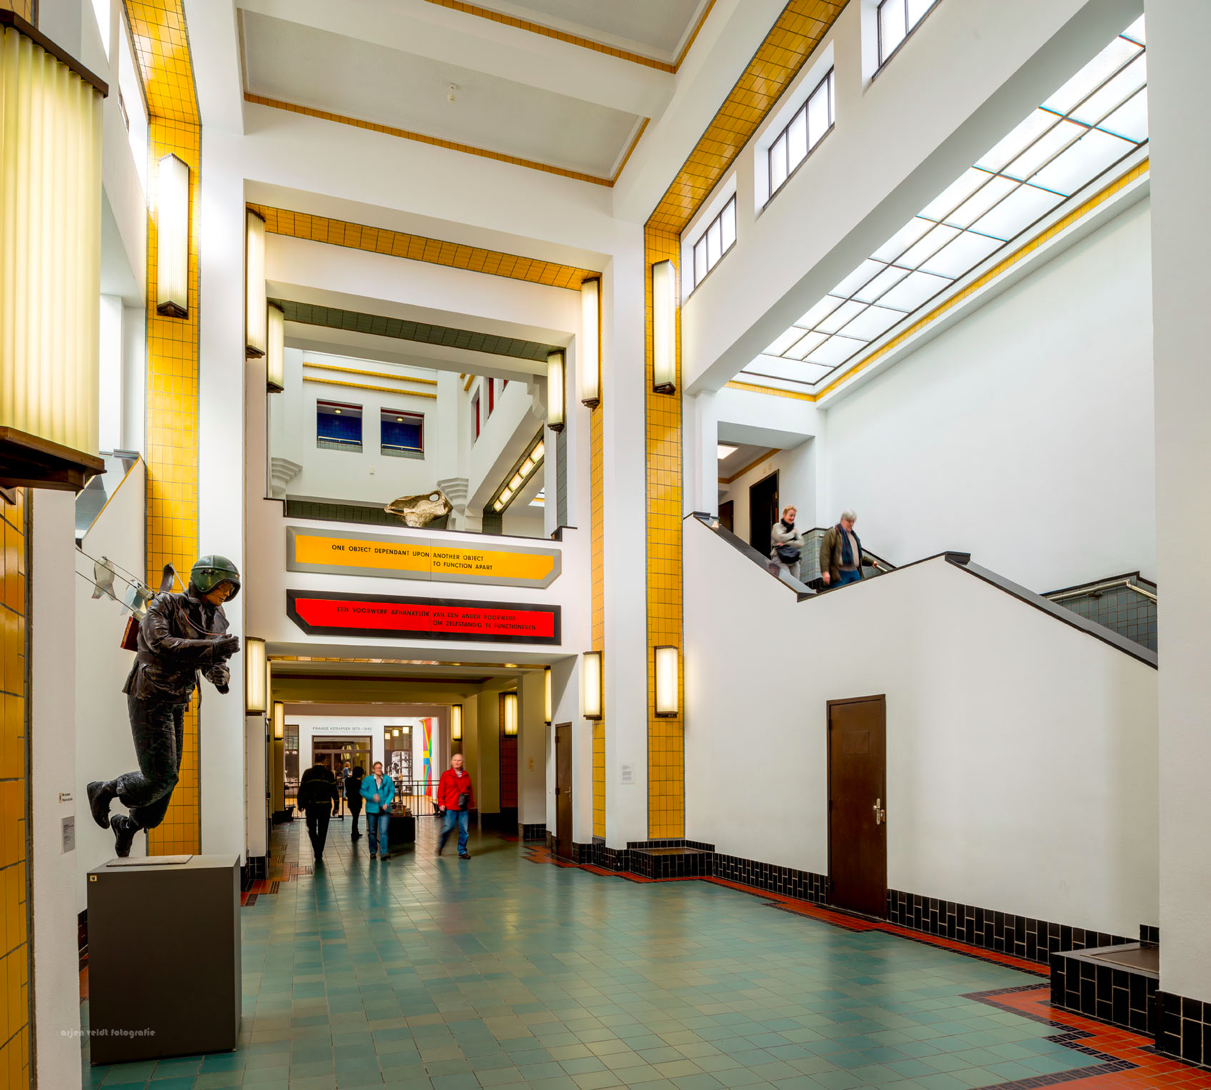 ONE OBJECT DEPENDANT UPON ANOTHER OBJECT
TO FUNCTION APART
EEN VOORWERP AFHANKELIJK VAN EEN ANDER VOORWERP
OM ZELFSTANDIG TE FUNCTIONEREN
arjen veldt fotografie